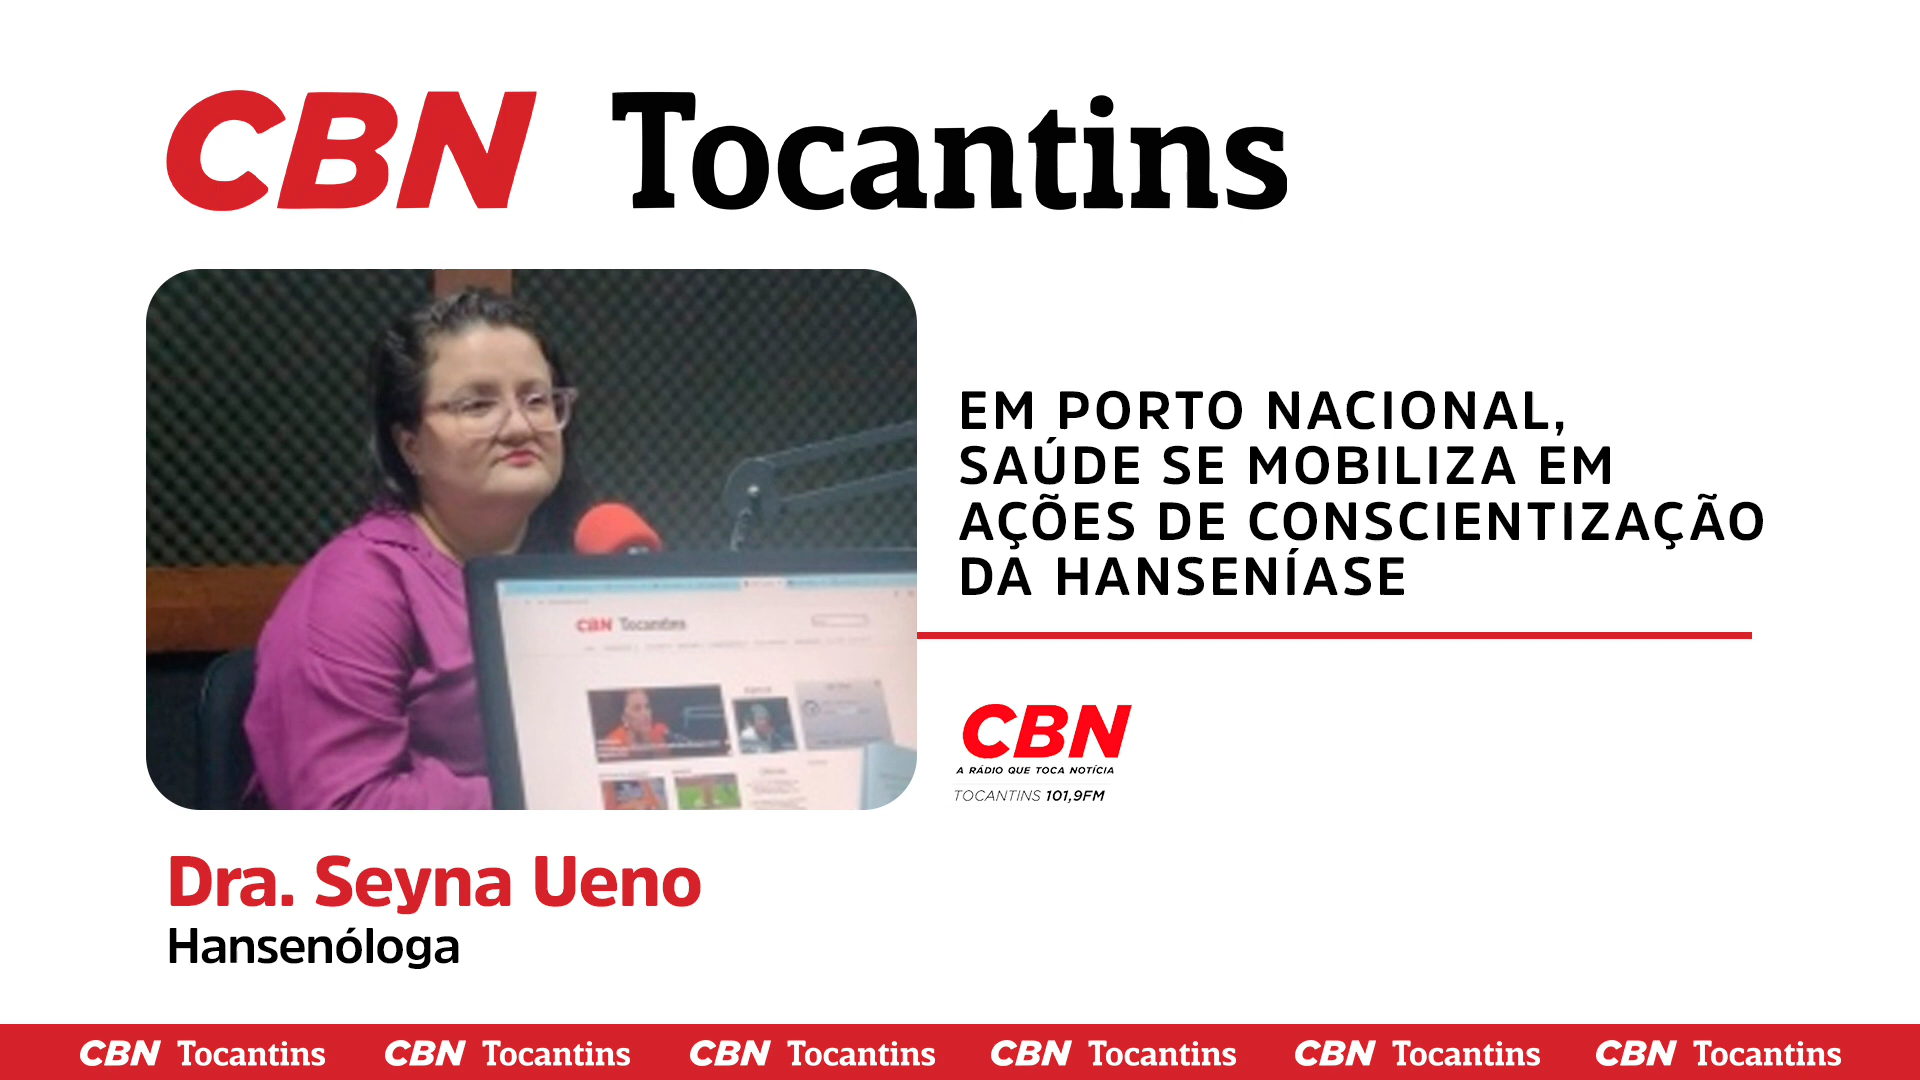 CBN Tocantins
EM PORTO NACIONAL,
SAÚDE SE MOBILIZA EM
AÇÕES DE CONSCIENTIZAÇÃO
DA HANSENÍASE
CBN Tocantins
CBN
A RÁDIO QUE TOCA NOTÍCIA
TOCANTINS 101,9FM
Dra. Seyna Ueno
Hansenóloga
CBN Tocantins CBN Tocantins CBN Tocantins CBN Tocantins CBN Tocantins CBN Tocantins